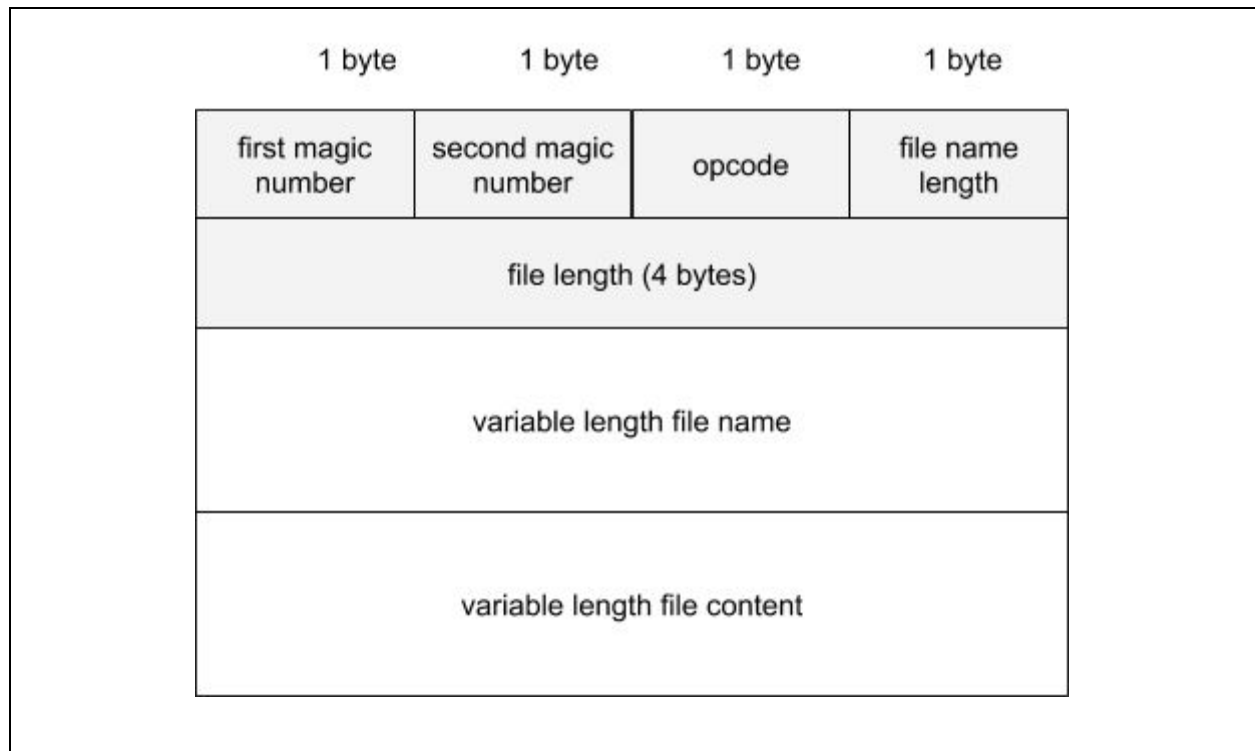 1 byte 1 byte 1 byte 1 byte
first magic number second magic number opcode file name length
file length (4 bytes)
variable length file name
variable length file content